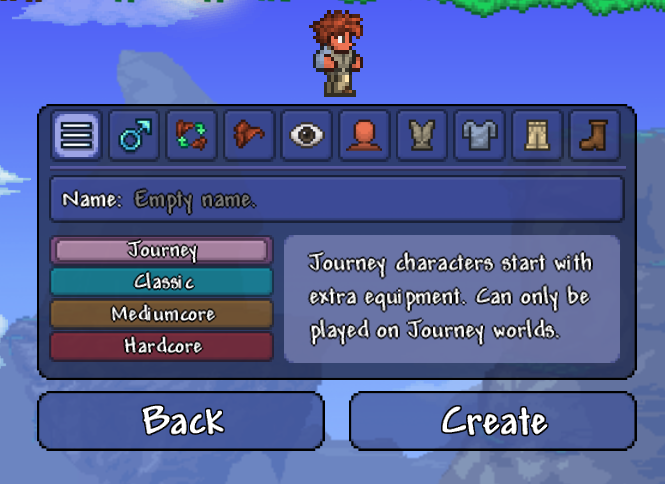 Name: Empty name.
Journey
Classic
Mediumcore
Hardcore
Journey characters start with
extra equipment. Can only be
played on Journey worlds.
Back
Create